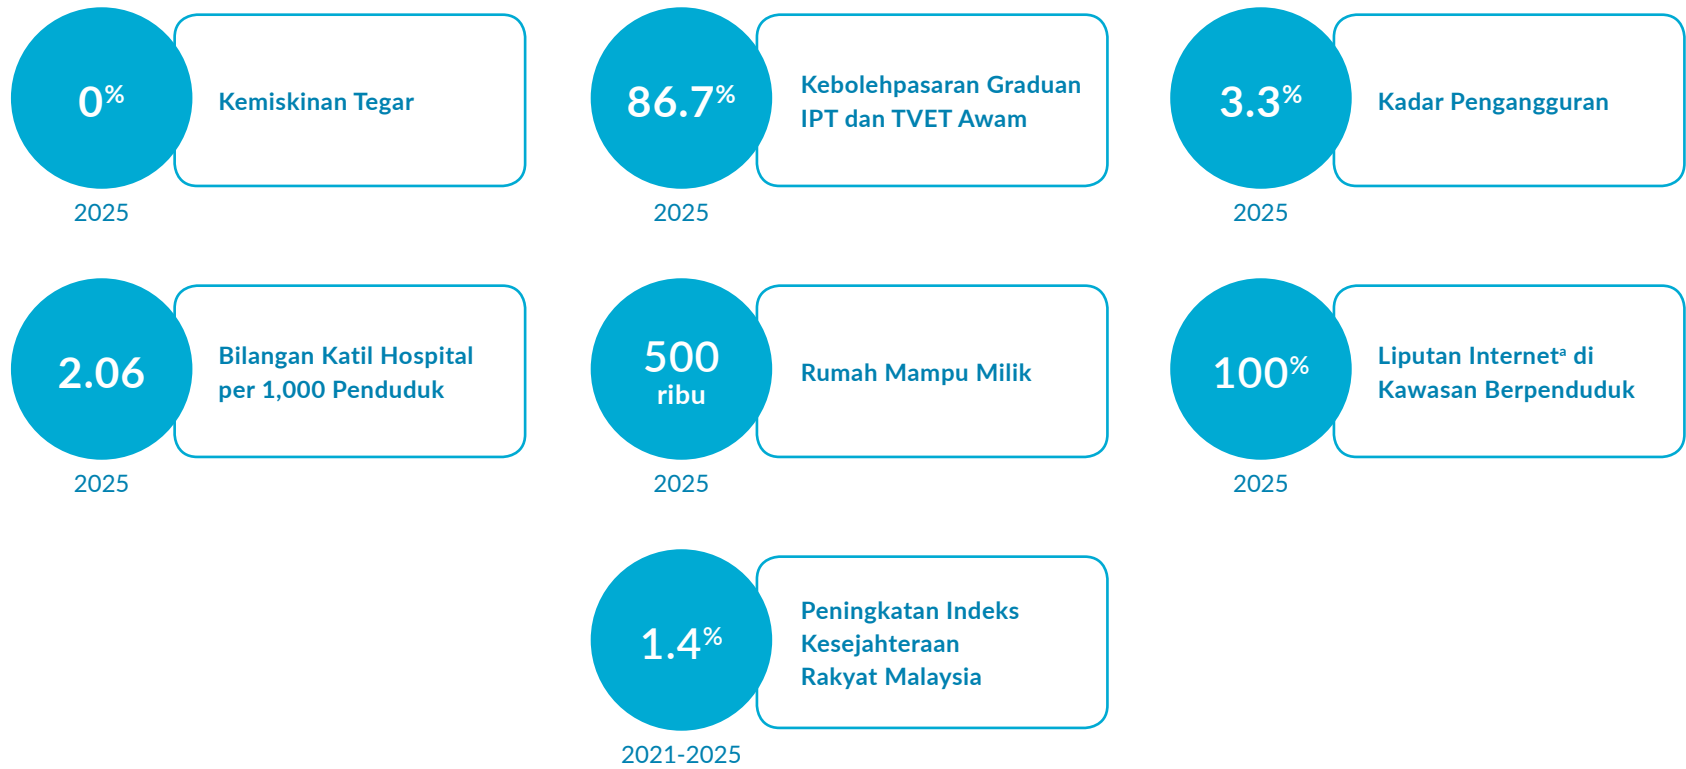 0%
Kemiskinan Tegar
2025
86.7%
Kebolehpasaran Graduan
IPT dan TVET Awam
2025
3.3%
Kadar Pengangguran
2025
2.06
Bilangan Katil Hospital
per 1,000 Penduduk
2025
500
ribu
Rumah Mampu Milik
2025
100%
Liputan Internetᵃ di
Kawasan Berpenduduk
2025
1.4%
Peningkatan Indeks
Kesejahteraan
Rakyat Malaysia
2021-2025